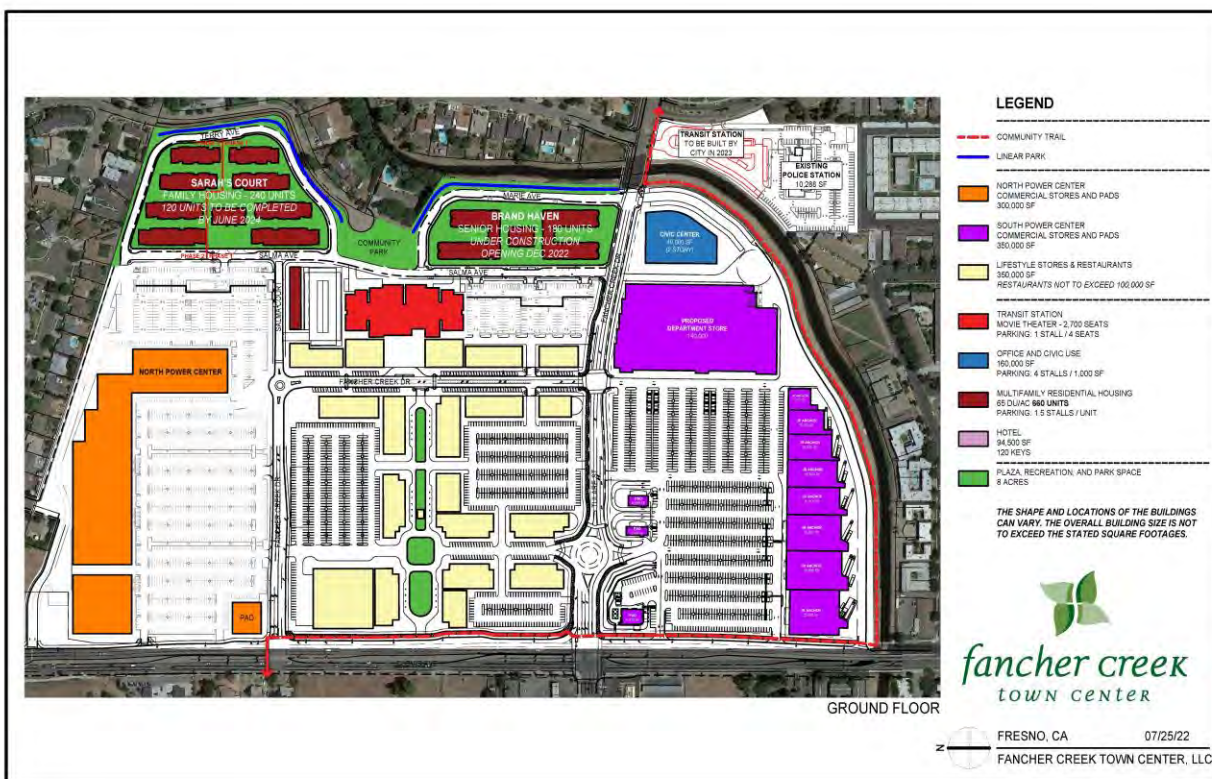 TERRY AVE
SARAH'S COURT
FAMILY HOUSING - 240 UNITS
120 UNITS TO BE COMPLETED
BY JUNE 2024
SALMA AVE
COMMUNITY
PARK
MARIE AVE
BRAND HAVEN
SENIOR HOUSING - 180 UNITS
UNDER CONSTRUCTION
OPENING DEC 2022
SALMA AVE
TRANSIT STATION
TO BE BUILT BY
CITY IN 2023
EXISTING
POLICE STATION
10,288 SF
CIVIC CENTER
PROPOSED
DEPARTMENT STORE
140,000
NORTH POWER CENTER
FANCHER CREEK DR
PAD
GROUND FLOOR
LEGEND
COMMUNITY TRAIL
LINEAR PARK
NORTH POWER CENTER
COMMERCIAL STORES AND PADS
300,000 SF
SOUTH POWER CENTER
COMMERCIAL STORES AND PADS
350,000 SF
LIFESTYLE STORES & RESTAURANTS
350,000 SF
RESTAURANTS NOT TO EXCEED 100,000 SF
TRANSIT STATION
MOVIE THEATER - 2,700 SEATS
PARKING: 1 STALL / 4 SEATS
OFFICE AND CIVIC USE
160,000 SF
PARKING: 4 STALLS / 1,000 SF
MULTIFAMILY RESIDENTIAL HOUSING
65 DU/AC 660 UNITS
PARKING: 1.5 STALLS / UNIT
HOTEL
94,500 SF
120 KEYS
PLAZA, RECREATION, AND PARK SPACE
8 ACRES
THE SHAPE AND LOCATIONS OF THE BUILDINGS
CAN VARY. THE OVERALL BUILDING SIZE IS NOT
TO EXCEED THE STATED SQUARE FOOTAGES.
fancher creek
TOWN CENTER
N
FRESNO, CA 07/25/22
FANCHER CREEK TOWN CENTER, LLC